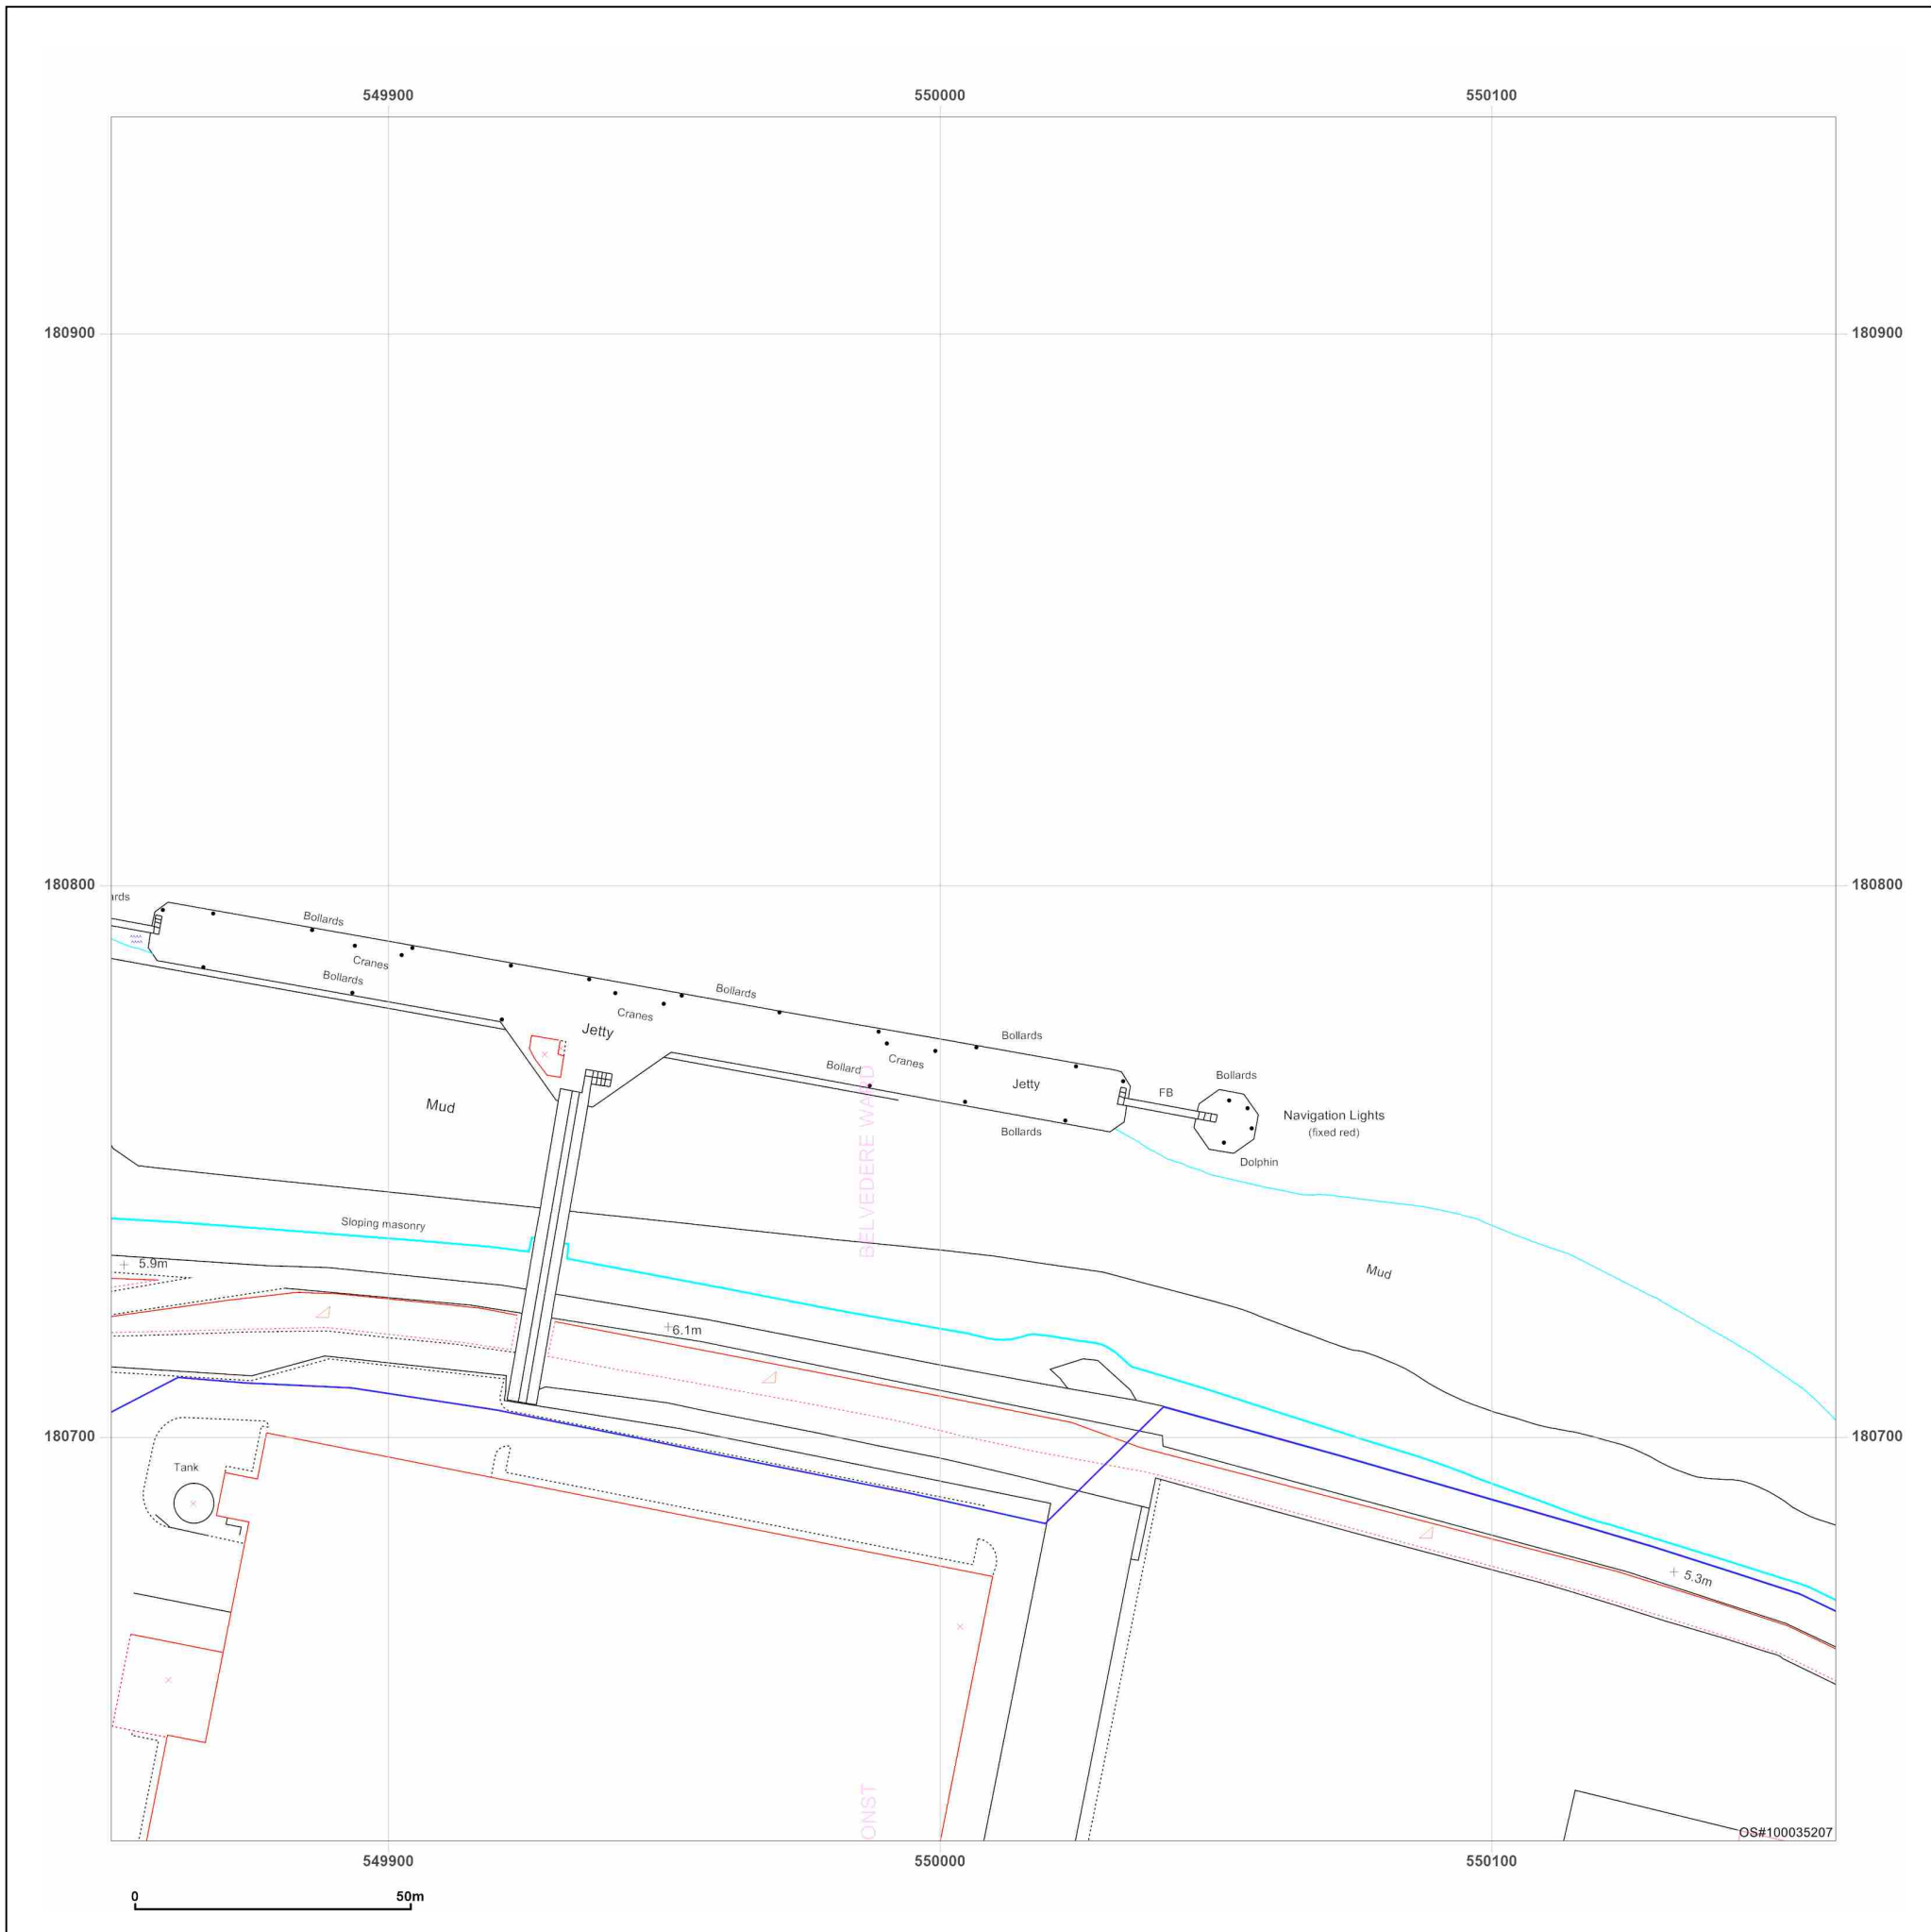 549900 550000 550100
180900 180900
180800 180800
ards
Bollards
Cranes
Bollards
Bollards
Cranes
Jetty
Bollards
Cranes
Bollard
Jetty
Bollards
FB
Bollards
Navigation Lights
(fixed red)
Dolphin
Mud
BELVEDERE WARD
Sloping masonry
5.9m
Mud
6.1m
180700 180700
Tank
5.3m
ONST
OS#100035207
549900 550000 550100
0 50m